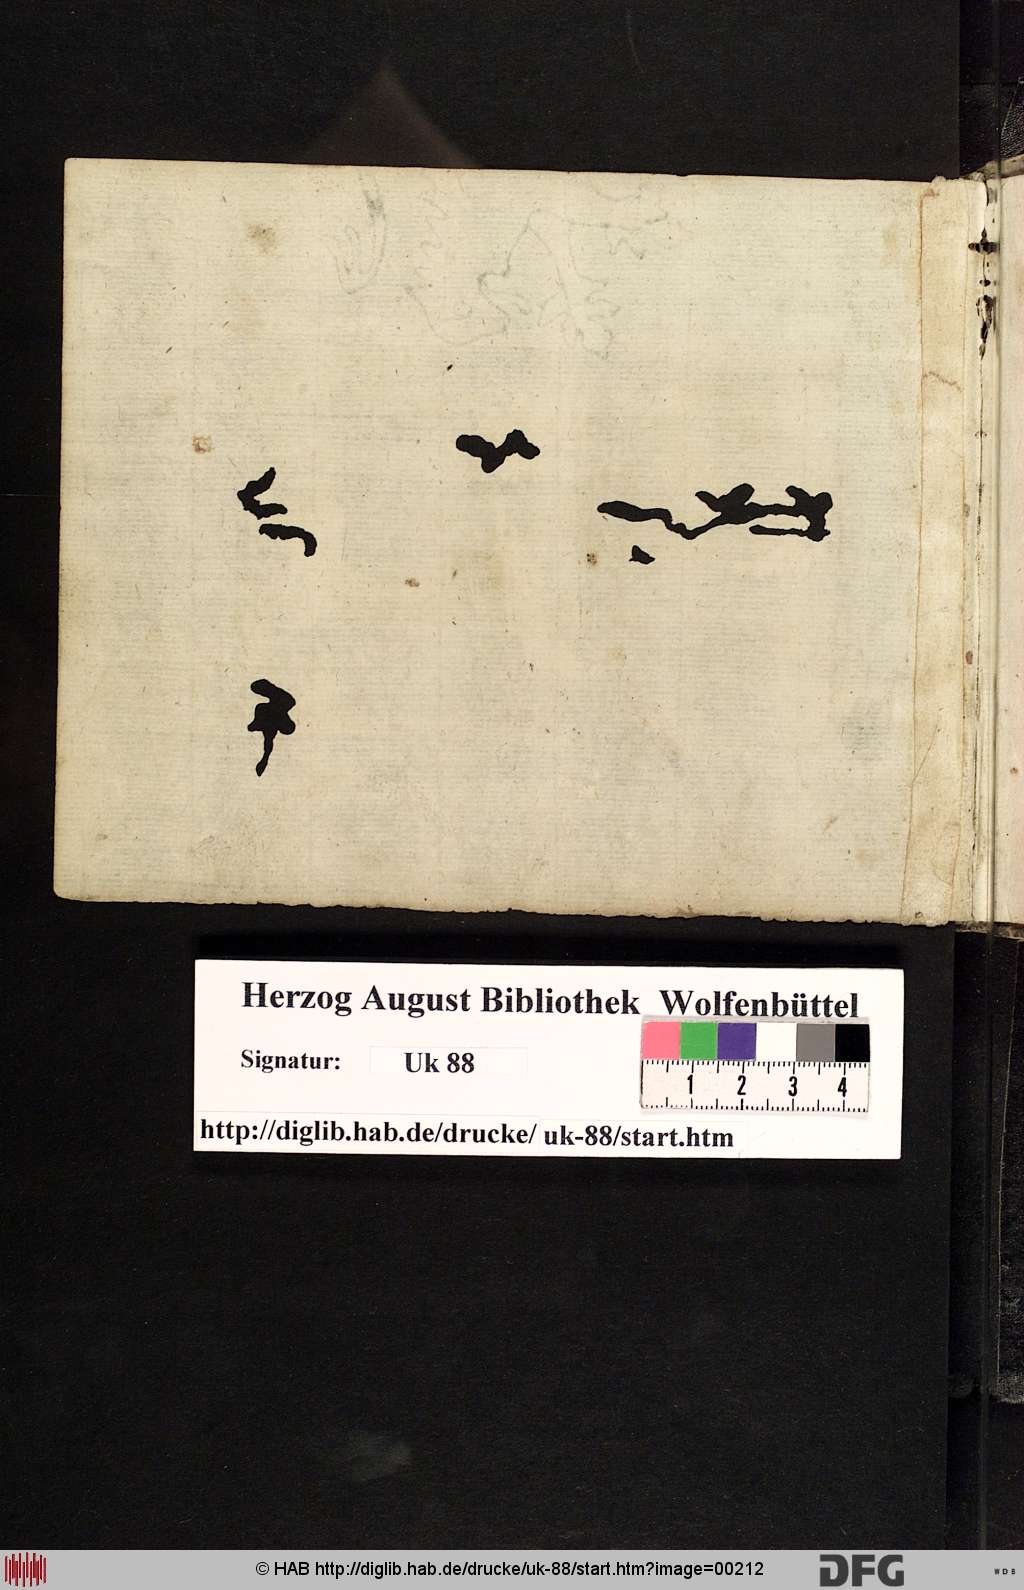 Herzog August Bibliothek Wolfenbüttel
Signatur: Uk 88
1 2 3 4
http://diglib.hab.de/drucke/ uk-88/start.htm
© HAB http://diglib.hab.de/drucke/uk-88/start.htm?image=00212
DFG
WDB